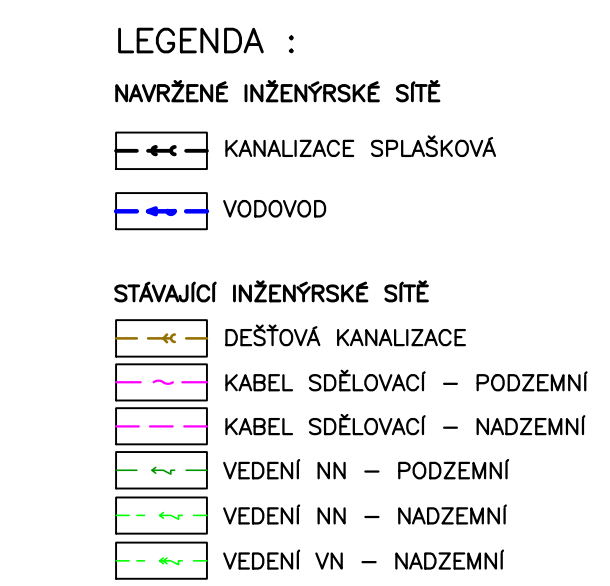 LEGENDA :
NAVRŽENÉ INŽENÝRSKÉ SÍTĚ
KANALIZACE SPLAŠKOVÁ
VODOVOD
STÁVAJÍCÍ INŽENÝRSKÉ SÍTĚ
DEŠŤOVÁ KANALIZACE
KABEL SDĚLOVACÍ – PODZEMNÍ
KABEL SDĚLOVACÍ – NADZEMNÍ
VEDENÍ NN – PODZEMNÍ
VEDENÍ NN – NADZEMNÍ
VEDENÍ VN – NADZEMNÍ